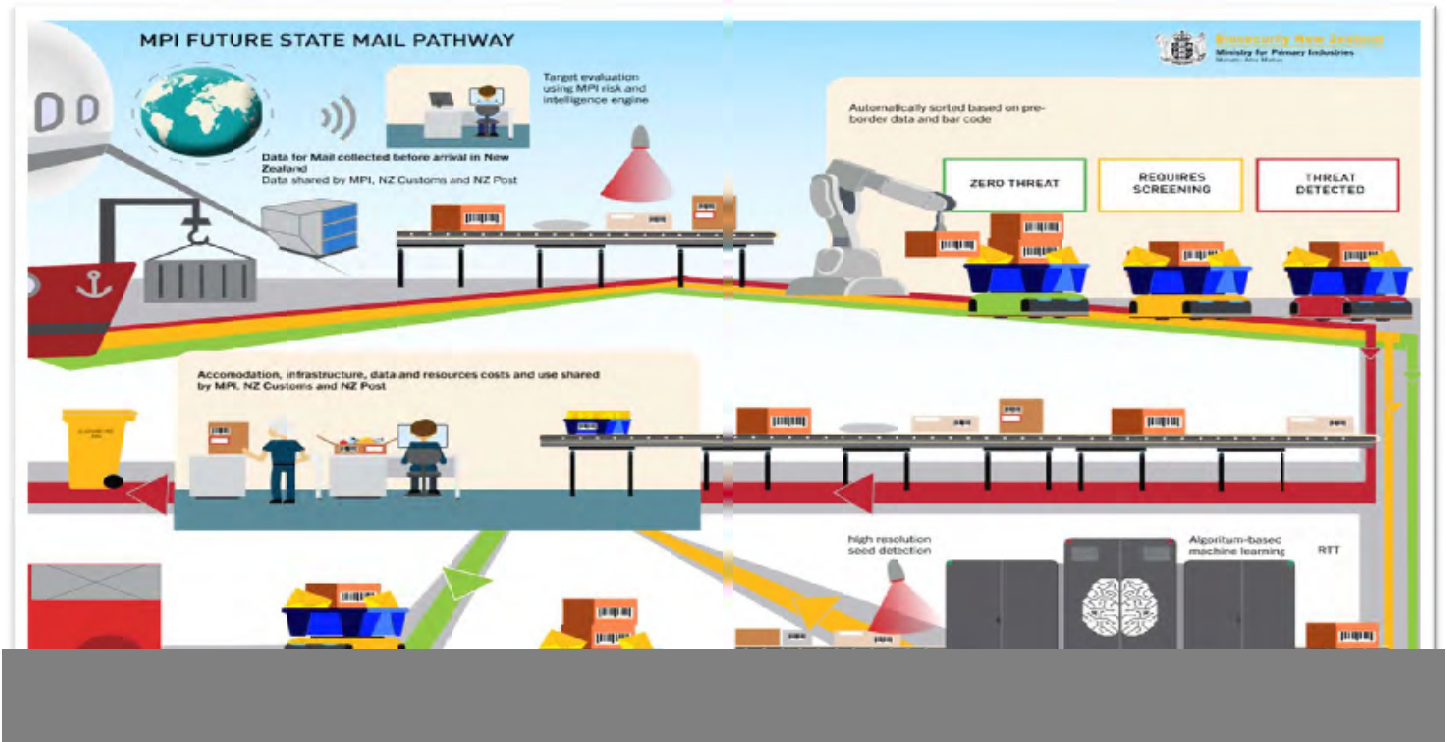 MPI FUTURE STATE MAIL PATHWAY
Biosecurity New Zealand
Ministry for Primary Industries
Target evaluation
using MPI risk and
intelligence engine
Data for Mail collected before arrival in New
Zealand
Data shared by MPI, NZ Customs and NZ Post
Automatically sorted based on pre-
border data and bar code
ZERO THREAT
REQUIRES
SCREENING
THREAT
DETECTED
Accomodation, infrastructure, data and resources costs and use shared
by MPI, NZ Customs and NZ Post
high resolution
seed detection
Algoritum-based
machine learning
RTT